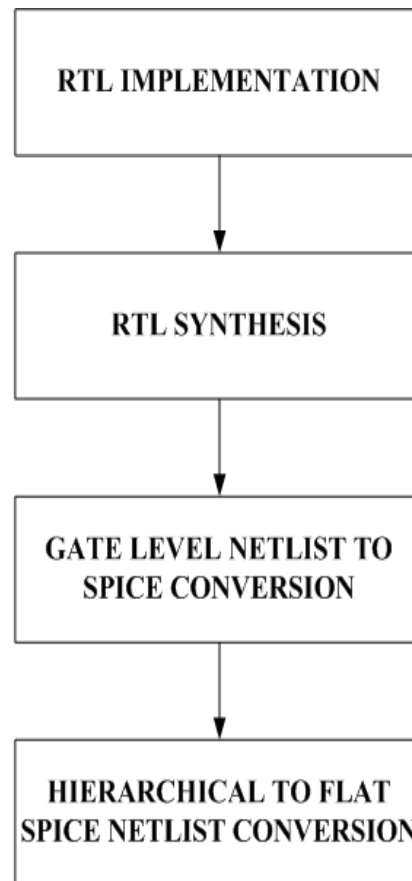 RTL IMPLEMENTATION
RTL SYNTHESIS
GATE LEVEL NETLIST TO
SPICE CONVERSION
HIERARCHICAL TO FLAT
SPICE NETLIST CONVERSION